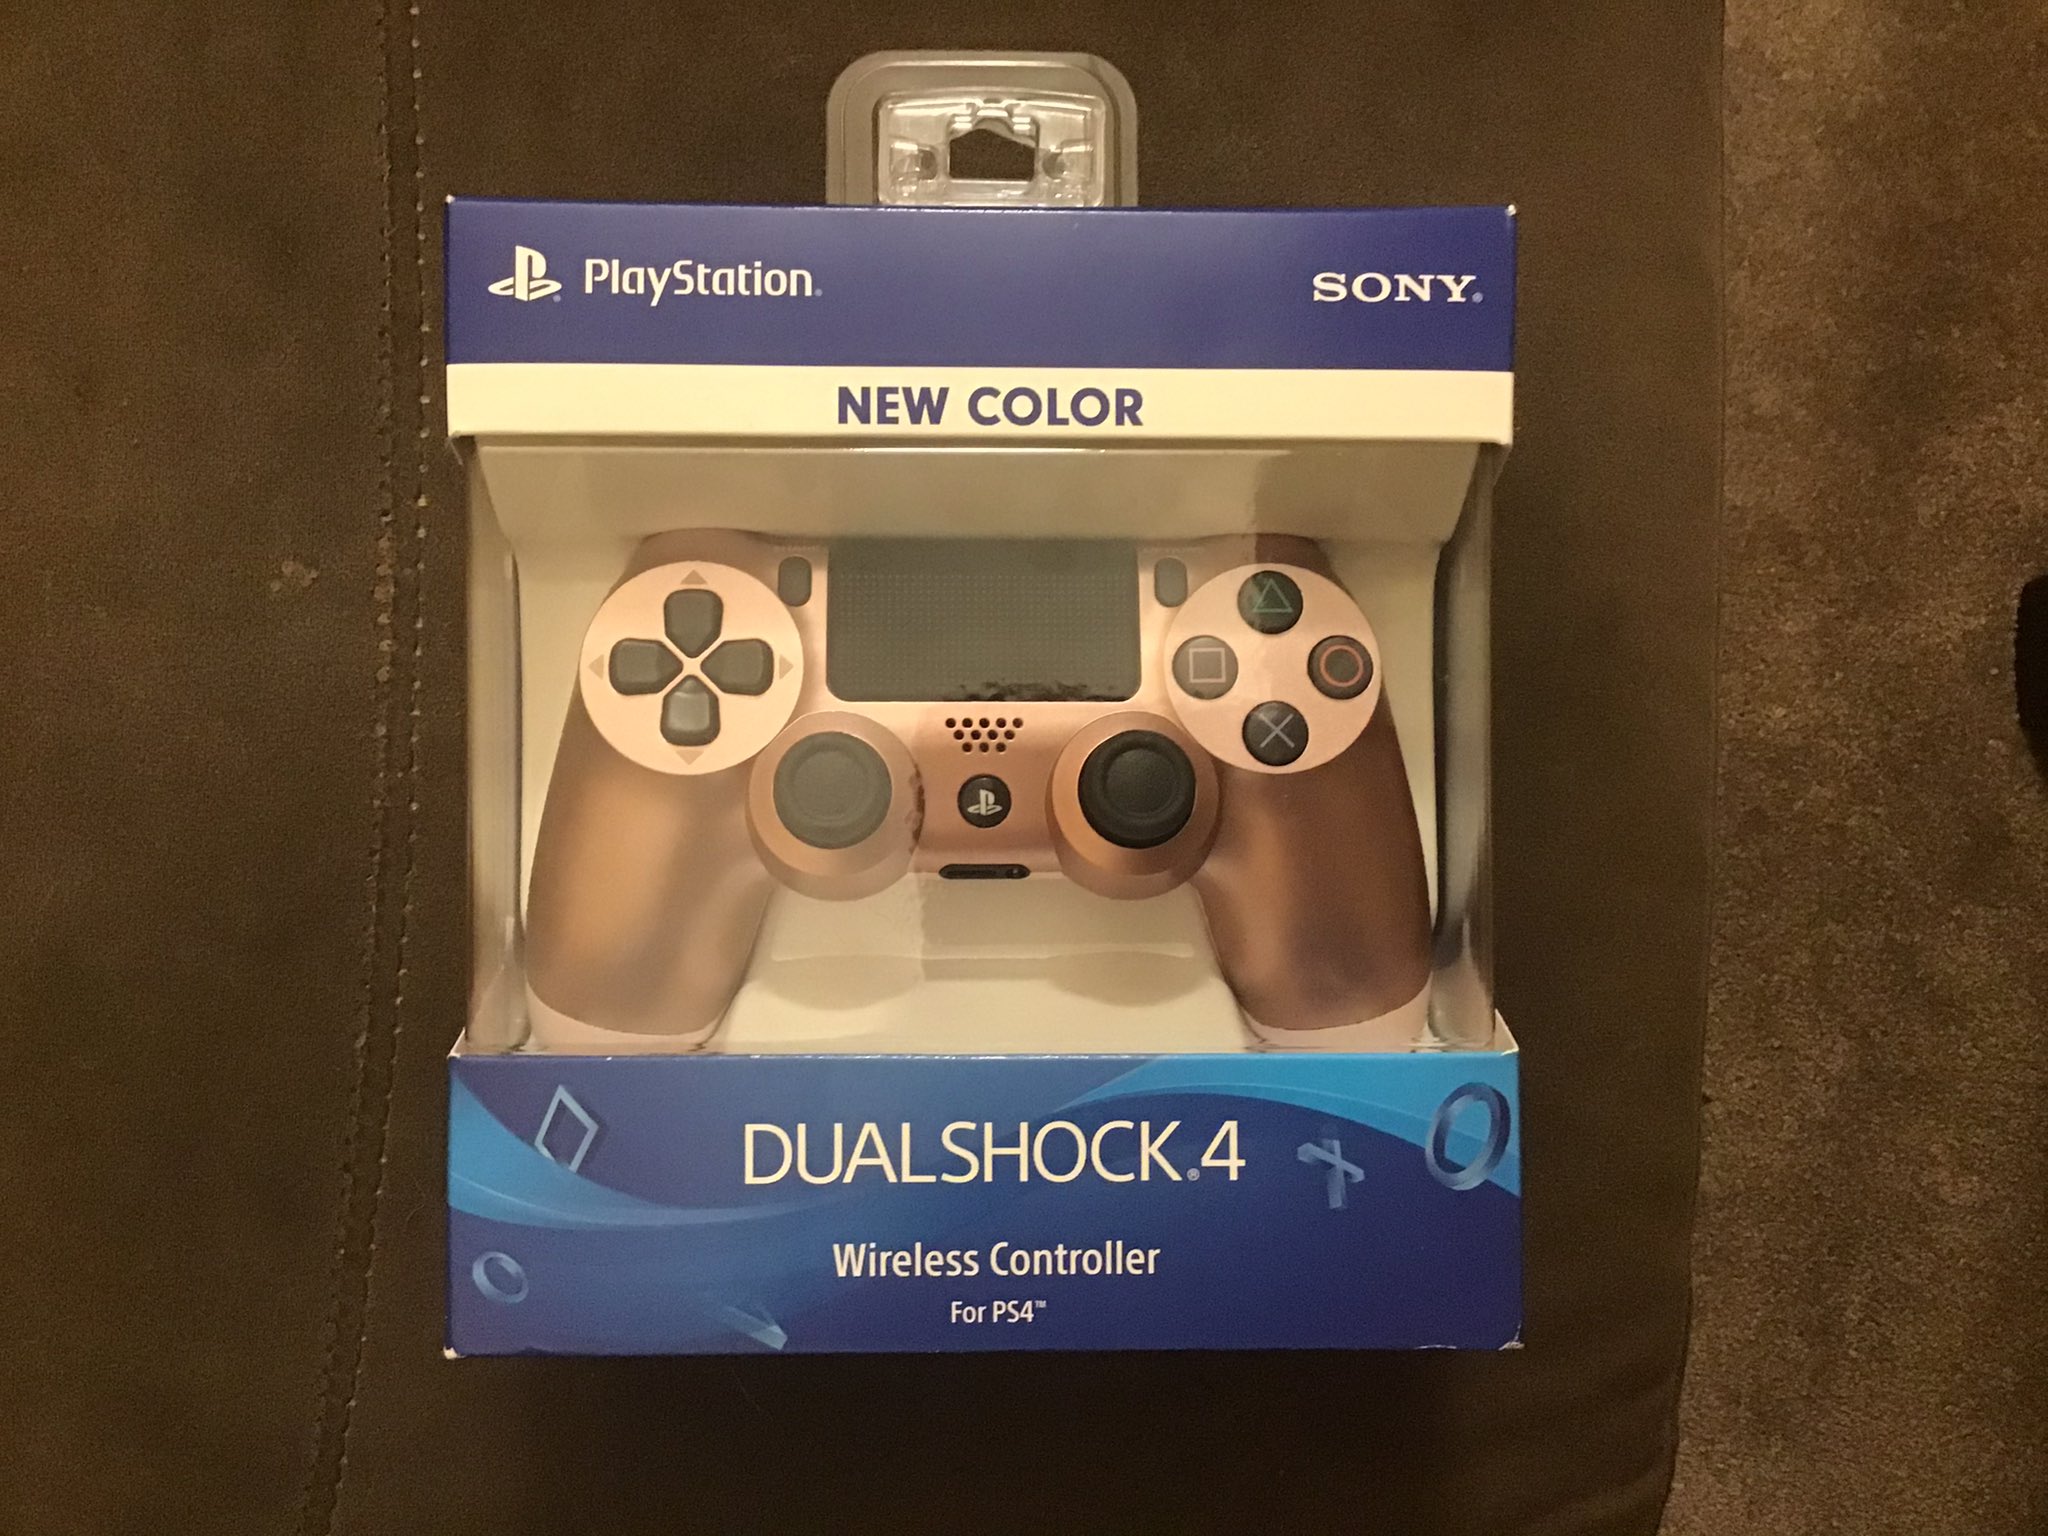 PlayStation®
SONY®
NEW COLOR
DUALSHOCK®4
Wireless Controller
For PS4™